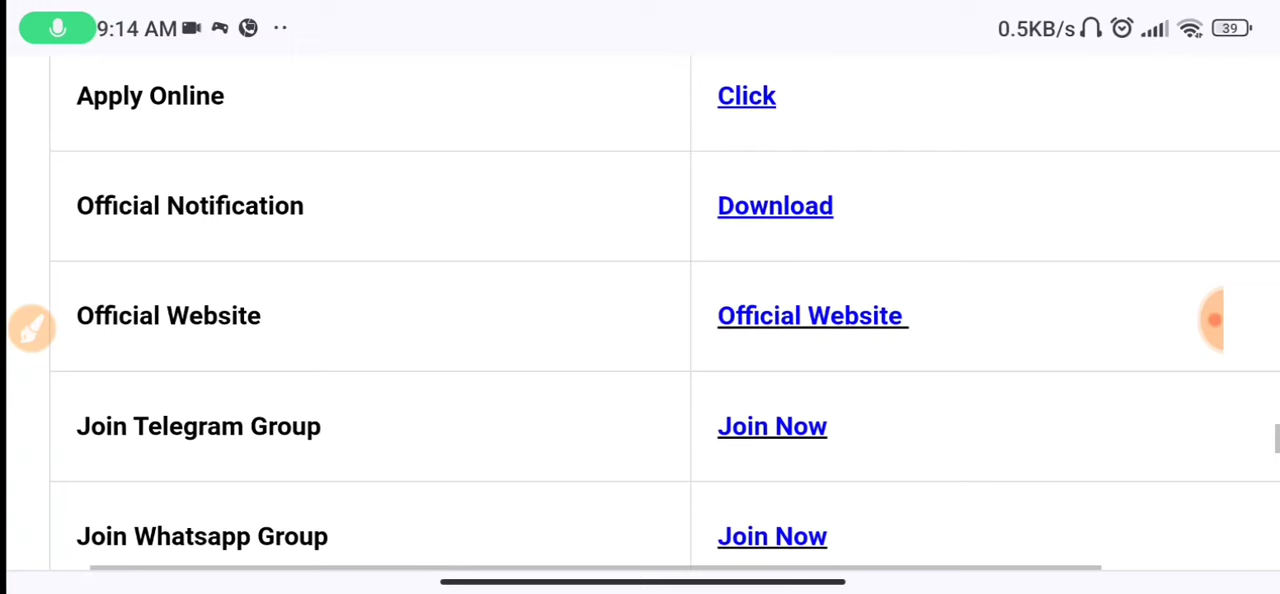 9:14 AM 0.5KB/s 39
Apply Online Click
Official Notification Download
Official Website Official Website
Join Telegram Group Join Now
Join Whatsapp Group Join Now